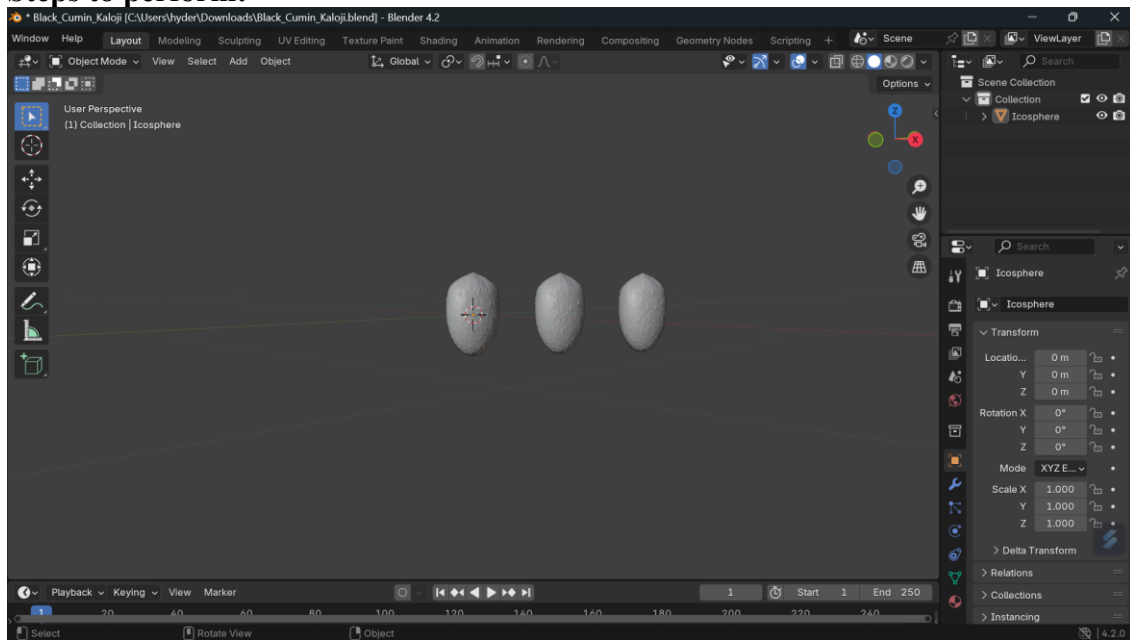 Steps to perform:
* Black_Cumin_Kaloji [C:\Users\hyder\Downloads\Black_Cumin_Kaloji.blend] - Blender 4.2
Window Help Layout Modeling Sculpting UV Editing Texture Paint Shading Animation Rendering Compositing Geometry Nodes Scripting + Scene ViewLayer
Object Mode View Select Add Object Global Search
Options
User Perspective
(1) Collection | Icosphere
Z
X
Scene Collection
Collection
Icosphere
Search
Icosphere
Icosphere
Transform
Locatio... 0 m
Y 0 m
Z 0 m
Rotation X 0°
Y 0°
Z 0°
Mode XYZ E...
Scale X 1.000
Y 1.000
Z 1.000
Delta Transform
Relations
Collections
Instancing
Playback Keying View Marker 1 Start 1 End 250
1 20 40 60 80 100 120 140 160 180 200 220 240
Select Rotate View Object 4.2.0